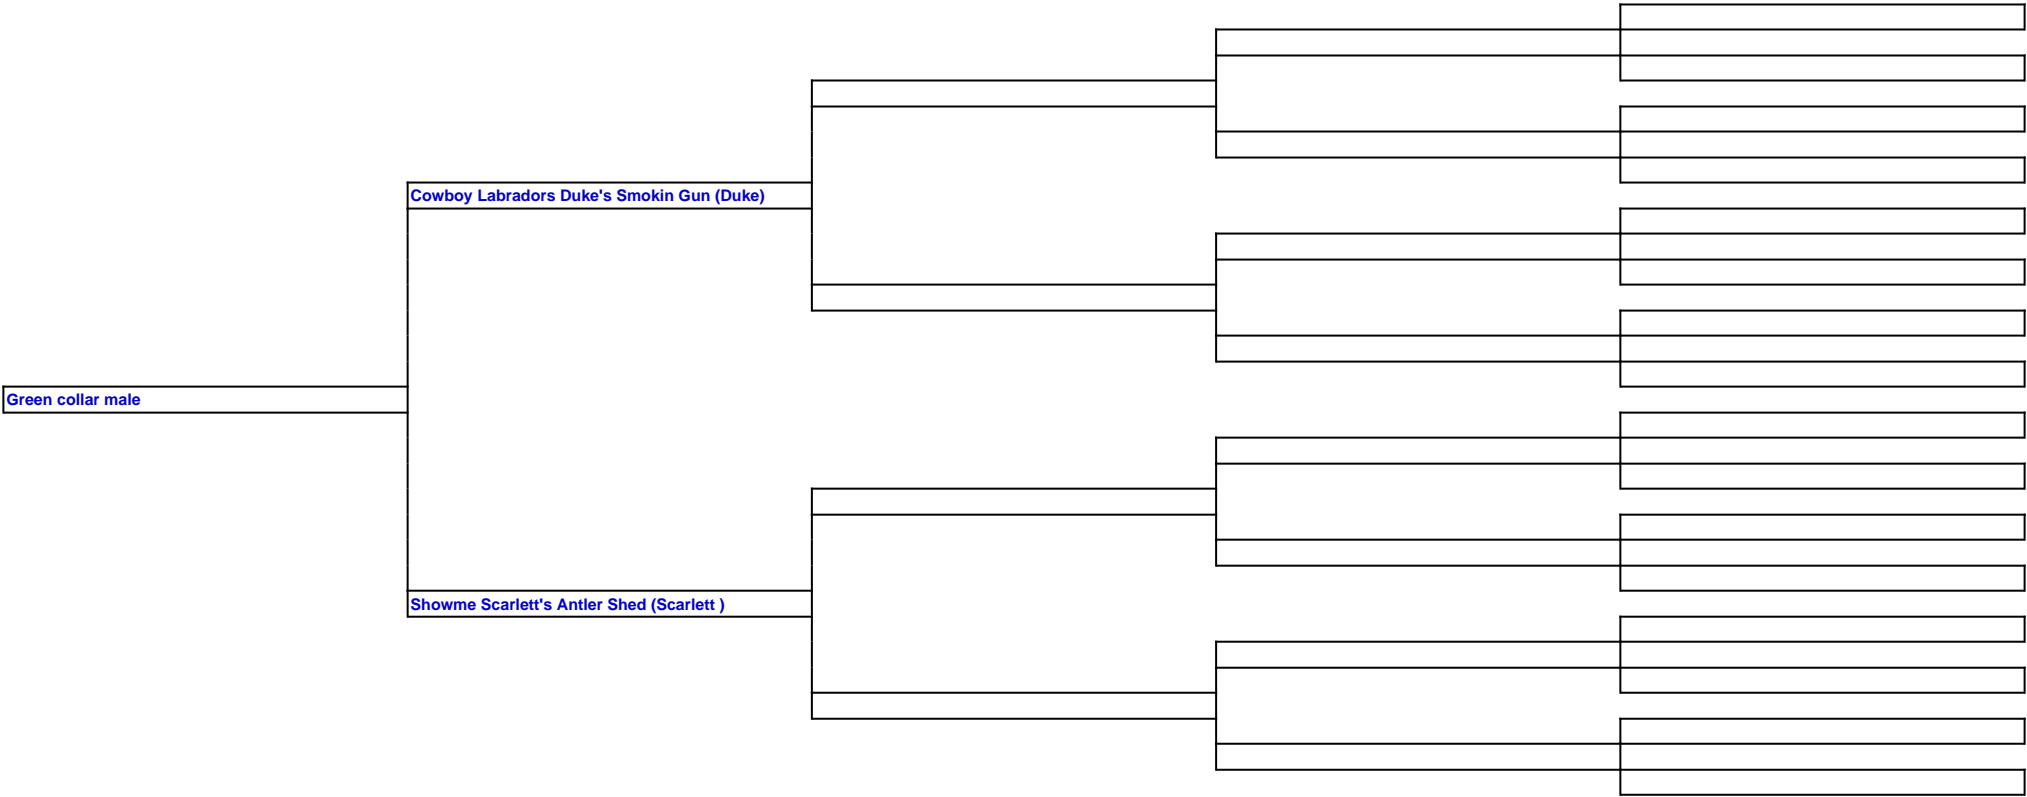 Cowboy Labradors Duke's Smokin Gun (Duke)
Green collar male
Showme Scarlett's Antler Shed (Scarlett )